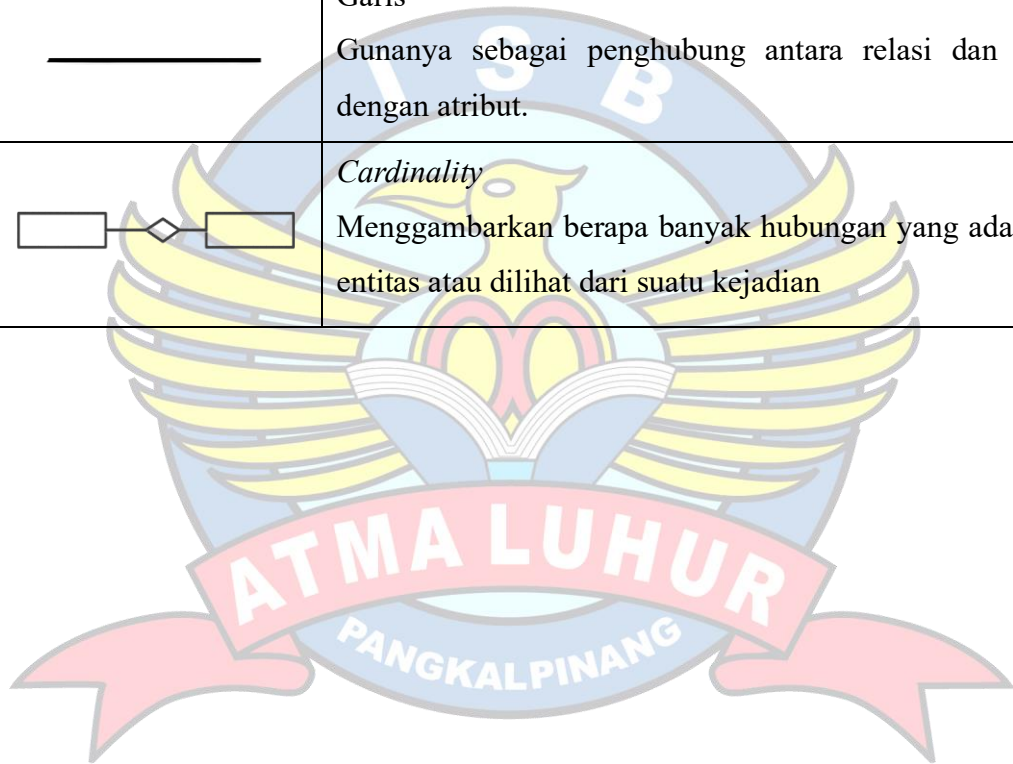 Garis
Gunanya sebagai penghubung antara relasi dan
dengan atribut.
Cardinality
Menggambarkan berapa banyak hubungan yang ada
entitas atau dilihat dari suatu kejadian
I S B
ATMA LUHUR
PANGKALPINANG